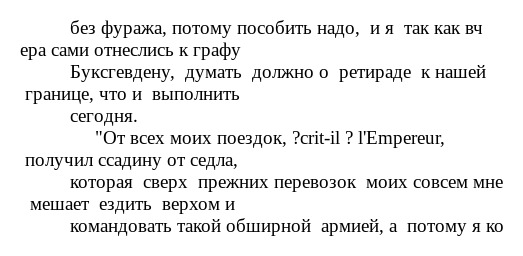 без фуража, потому пособить надо, и я так как вч
ера сами отнеслись к графу
Буксгевдену, думать должно о ретираде к нашей
границе, что и выполнить
сегодня.
"От всех моих поездок, ?crit-il ? l'Empereur,
получил ссадину от седла,
которая сверх прежних перевозок моих совсем мне
мешает ездить верхом и
командовать такой обширной армией, а потому я ко